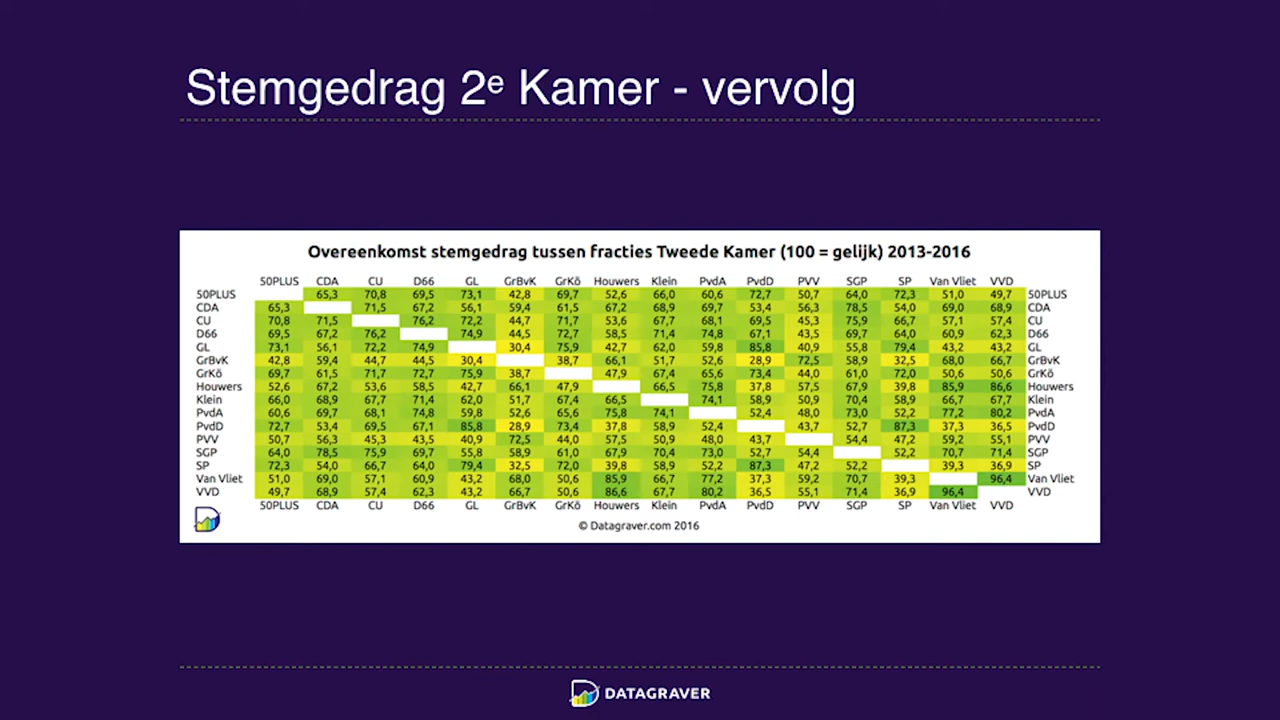 Stemgedrag 2e Kamer - vervolg
Overeenkomst stemgedrag tussen fracties Tweede Kamer (100 = gelijk) 2013-2016
50PLUS CDA CU D66 GL GrBvK GrKö Houwers Klein PvdA PvdD PVV SGP SP Van Vliet VVD
50PLUS 65,3 70,8 69,5 73,1 42,8 69,7 52,6 66,0 60,6 72,7 50,7 64,0 72,3 51,0 49,7 50PLUS
CDA 65,3 71,5 67,2 56,1 59,4 61,5 67,2 68,9 69,7 53,4 56,3 78,5 54,0 69,0 68,9 CDA
CU 70,8 71,5 76,2 72,2 44,7 71,7 53,6 67,7 68,1 69,5 45,3 75,9 66,7 57,1 57,4 CU
D66 69,5 67,2 76,2 74,9 44,5 72,7 58,5 71,4 74,8 67,1 43,5 69,7 64,0 60,9 62,3 D66
GL 73,1 56,1 72,2 74,9 30,4 75,9 42,7 62,0 59,8 85,8 40,9 55,8 79,4 43,2 43,2 GL
GrBvK 42,8 59,4 44,7 44,5 30,4 38,7 66,1 51,7 52,6 28,9 72,5 58,9 32,5 68,0 66,7 GrBvK
GrKö 69,7 61,5 71,7 72,7 75,9 38,7 47,9 67,4 65,6 73,4 44,0 61,0 72,0 50,6 50,6 GrKö
Houwers 52,6 67,2 53,6 58,5 42,7 66,1 47,9 66,5 75,8 37,8 57,5 67,9 39,8 85,9 86,6 Houwers
Klein 66,0 68,9 67,7 71,4 62,0 51,7 67,4 66,5 74,1 58,9 50,9 70,4 58,9 66,7 67,7 Klein
PvdA 60,6 69,7 68,1 74,8 59,8 52,6 65,6 75,8 74,1 52,4 48,0 73,0 52,2 77,2 80,2 PvdA
PvdD 72,7 53,4 69,5 67,1 85,8 28,9 73,4 37,8 58,9 52,4 43,7 52,7 87,3 37,3 36,5 PvdD
PVV 50,7 56,3 45,3 43,5 40,9 72,5 44,0 57,5 50,9 48,0 43,7 54,4 47,2 59,2 55,1 PVV
SGP 64,0 78,5 75,9 69,7 55,8 58,9 61,0 67,9 70,4 73,0 52,7 54,4 52,2 70,7 71,4 SGP
SP 72,3 54,0 66,7 64,0 79,4 32,5 72,0 39,8 58,9 52,2 87,3 47,2 52,2 39,3 36,9 SP
Van Vliet 51,0 69,0 57,1 60,9 43,2 68,0 50,6 85,9 66,7 77,2 37,3 59,2 70,7 39,3 96,4 Van Vliet
VVD 49,7 68,9 57,4 62,3 43,2 66,7 50,6 86,6 67,7 80,2 36,5 55,1 71,4 36,9 96,4 VVD
50PLUS CDA CU D66 GL GrBvK GrKö Houwers Klein PvdA PvdD PVV SGP SP Van Vliet VVD
© Datagraver.com 2016
DATAGRAVER